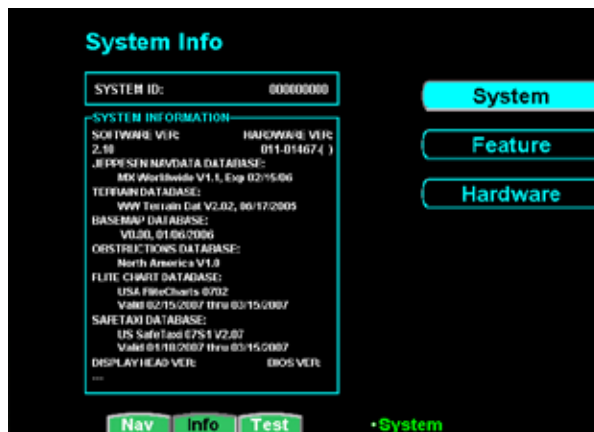 System Info
SYSTEM ID: 000000000
System
SYSTEM INFORMATION
SOFTWARE VER: HARDWARE VER:
2.10 011-01467-( )
Feature
JEPPESEN NAVDATA DATABASE:
MX Worldwide V1.1, Exp 02/15/06
TERRAIN DATABASE:
WW Terrain Dat V2.02, 06/17/2005
Hardware
BASEMAP DATABASE:
V0.00, 01/06/2006
OBSTRUCTIONS DATABASE:
North America V1.0
FLITE CHART DATABASE:
USA FliteCharts 0702
Valid 02/15/2007 thru 03/15/2007
SAFETAXI DATABASE:
US SafeTaxi 07S1 V2.07
Valid 01/18/2007 thru 03/15/2007
DISPLAY HEAD VER: BIOS VER:
...
Nav Info Test •System